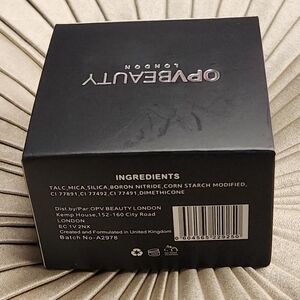 OPVBEAUTY
LONDON
INGREDIENTS
TALC,MICA,SILICA,BORON NITRIDE,CORN STARCH MODIFIED,
CI 77891,CI 77492,CI 77491,DIMETHICONE
Dist.by/Par:OPV BEAUTY LONDON
Kemp House,152-160 City Road
LONDON
EC 1V 2NX
Created and Formulated in United Kingdom
Batch No-A2978